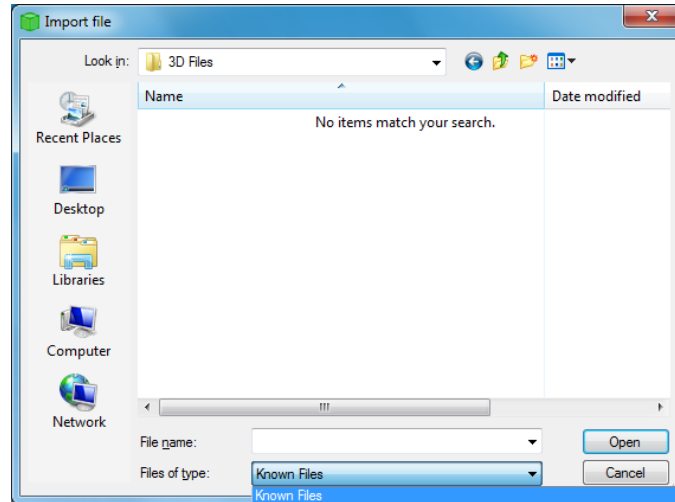 Import file
x
Look in: 3D Files
Name Date modified
No items match your search.
Recent Places
Desktop
Libraries
Computer
Network
File name: Open
Files of type: Known Files Cancel
Known Files